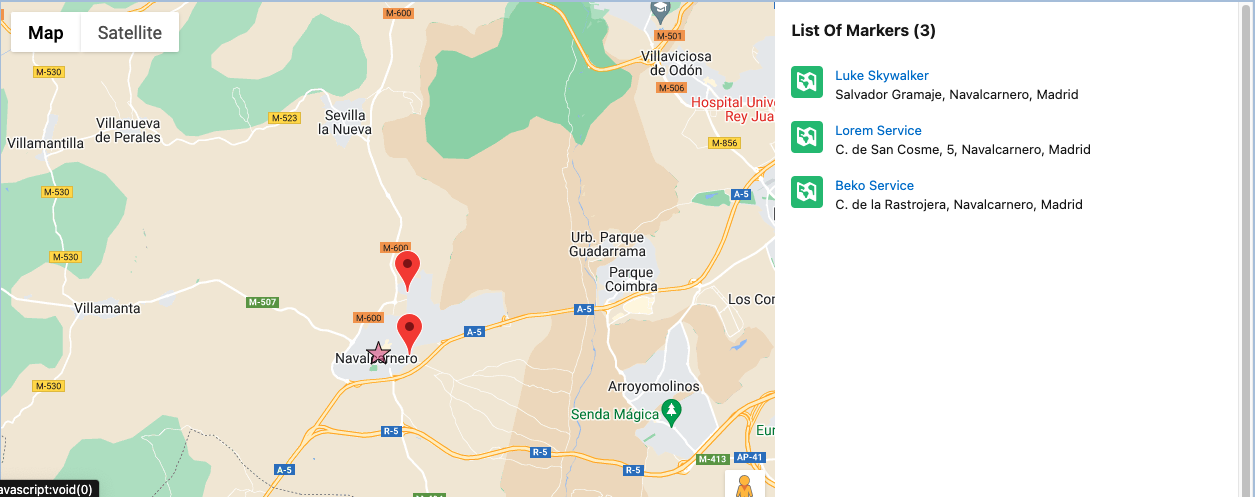 M-600
Map
Satellite
M-501
Villaviciosa
de Odón
M-530
M-506
Hospital Unive
Rey Jua
Villanueva
de Perales
M-523
Sevilla
la Nueva
Villamantilla
M-856
M-530
A-5
Urb. Parque
Guadarrama
M-600
M-530
Parque
Coimbra
Villamanta
M-507
Los Cor
A-5
M-600
A-5
Navalcarnero
M-530
Arroyomolinos
Senda Mágica
Eur
R-5
R-5
M-413
AP-41
A-5
R-5
avascript:void(0)
List Of Markers (3)
Luke Skywalker
Salvador Gramaje, Navalcarnero, Madrid
Lorem Service
C. de San Cosme, 5, Navalcarnero, Madrid
Beko Service
C. de la Rastrojera, Navalcarnero, Madrid